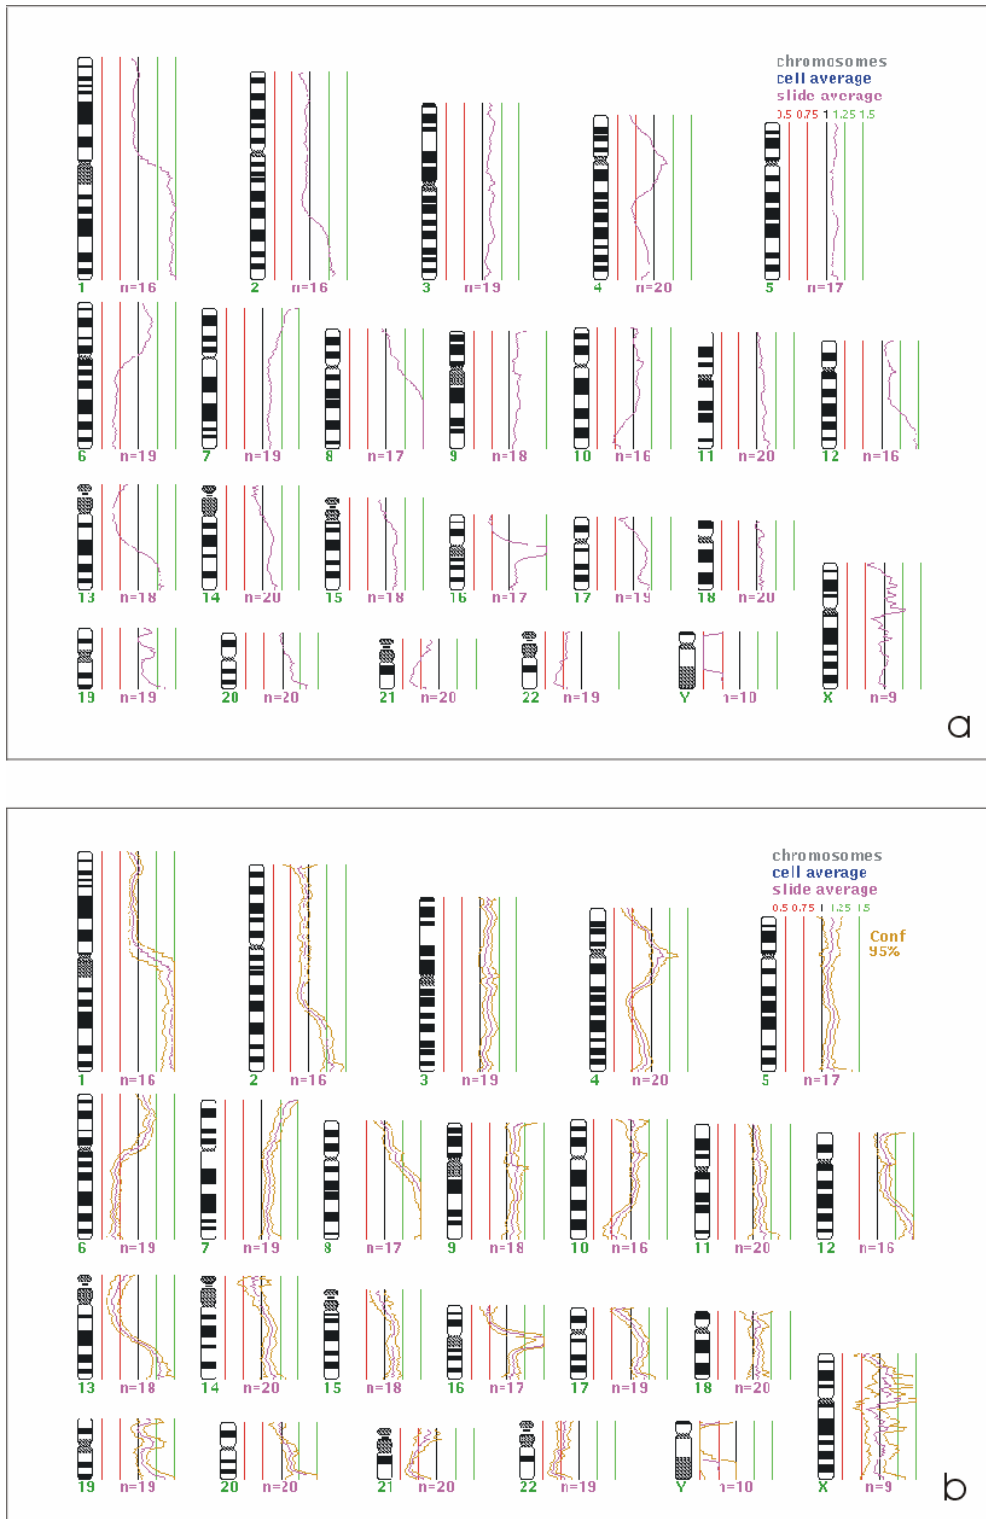 chromosomes
cell average
slide average
0.5 0.75 1 1.25 1.5
1 n=16 2 n=16 3 n=19 4 n=20 5 n=17
6 n=19 7 n=19 8 n=17 9 n=18 10 n=16 11 n=20 12 n=16
13 n=18 14 n=20 15 n=18 16 n=17 17 n=19 18 n=20
19 n=19 20 n=20 21 n=20 22 n=19 Y n=10 X n=9
a
chromosomes
cell average
slide average
0.5 0.75 1 1.25 1.5
Conf
95%
1 n=16 2 n=16 3 n=19 4 n=20 5 n=17
6 n=19 7 n=19 8 n=17 9 n=18 10 n=16 11 n=20 12 n=16
13 n=18 14 n=20 15 n=18 16 n=17 17 n=19 18 n=20
19 n=19 20 n=20 21 n=20 22 n=19 Y n=10 X n=9
b